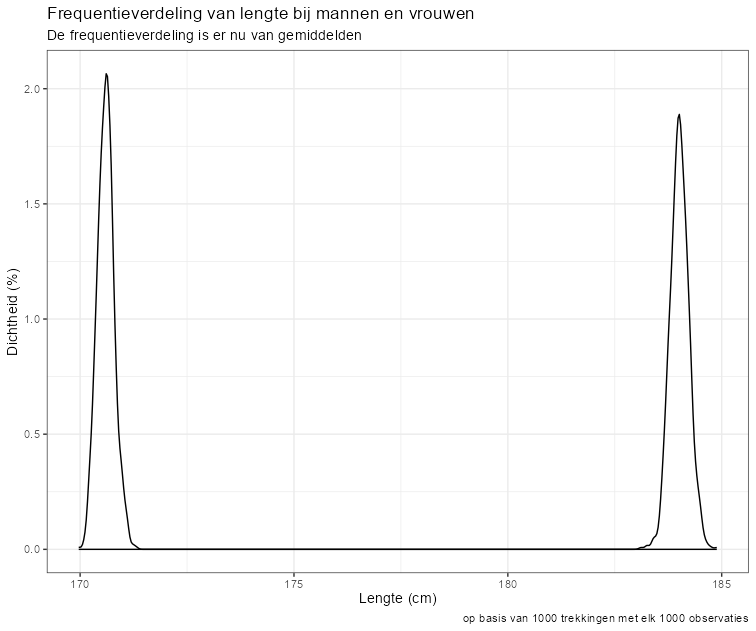 Frequentieverdeling van lengte bij mannen en vrouwen
De frequentieverdeling is er nu van gemiddelden
Dichtheid (%)
2.0
1.5
1.0
0.5
0.0
170 175 180 185
Lengte (cm)
op basis van 1000 trekkingen met elk 1000 observaties